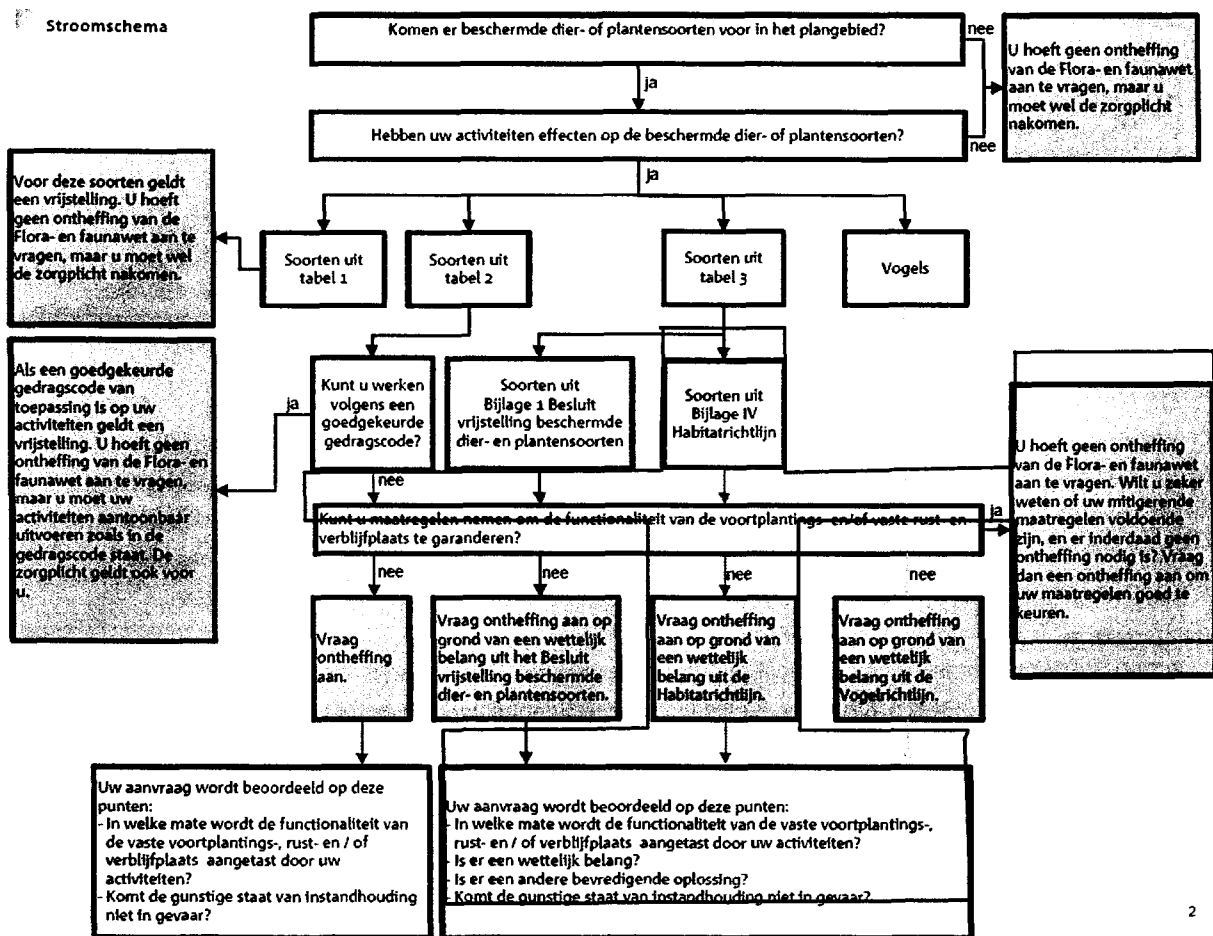 Stroomschema
Komen er beschermde dier- of plantensoorten voor in het plangebied?
nee
U hoeft geen ontheffing
van de Flora- en faunawet
aan te vragen, maar u
moet wel de zorgplicht
nakomen.
ja
Hebben uw activiteiten effecten op de beschermde dier- of plantensoorten?
nee
ja
Voor deze soorten geldt
een vrijstelling. U hoeft
geen ontheffing van de
Flora- en faunawet aan te
vragen, maar u moet wel
de zorgplicht nakomen.
Soorten uit
tabel 1
Soorten uit
tabel 2
Soorten uit
tabel 3
Vogels
Als een goedgekeurde
gedragscode van
toepassing is op uw
activiteiten geldt een
vrijstelling. U hoeft geen
ontheffing van de Flora- en
faunawet aan te vragen,
maar u moet uw
activiteiten aantoonbaar
uitvoeren zoals in de
gedragscode staat. De
zorgplicht geldt ook voor
u.
ja
Kunt u werken
volgens een
goedgekeurde
gedragscode?
Soorten uit
Bijlage 1 Besluit
vrijstelling beschermde
dier- en plantensoorten
Soorten uit
Bijlage IV
Habitatrichtlijn
nee
Kunt u maatregelen nemen om de functionaliteit van de voortplantings- en/of vaste rust- en
verblijfplaats te garanderen?
ja
U hoeft geen ontheffing
van de Flora- en faunawet
aan te vragen. Wilt u zeker
weten of uw mitigerende
maatregelen voldoende
zijn, en er inderdaad geen
ontheffing nodig is? Vraag
dan een ontheffing aan om
uw maatregelen goed te
keuren.
nee
nee
nee
nee
Vraag
ontheffing
aan.
Vraag ontheffing aan op
grond van een wettelijk
belang uit het Besluit
vrijstelling beschermde
dier- en plantensoorten.
Vraag ontheffing
aan op grond van
een wettelijk
belang uit de
Habitatrichtlijn.
Vraag ontheffing
aan op grond van
een wettelijk
belang uit de
Vogelrichtlijn.
Uw aanvraag wordt beoordeeld op deze
punten:
- In welke mate wordt de functionaliteit van
de vaste voortplantings-, rust- en / of
verblijfplaats aangetast door uw
activiteiten?
- Komt de gunstige staat van instandhouding
niet in gevaar?
Uw aanvraag wordt beoordeeld op deze punten:
- In welke mate wordt de functionaliteit van de vaste voortplantings-,
rust- en / of verblijfplaats aangetast door uw activiteiten?
- Is er een wettelijk belang?
- Is er een andere bevredigende oplossing?
- Komt de gunstige staat van instandhouding niet in gevaar?
2